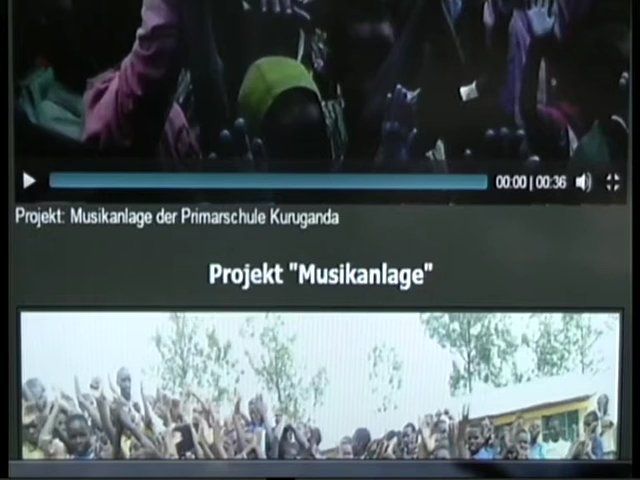 00:00 | 00:36
Projekt: Musikanlage der Primarschule Kuruganda
Projekt "Musikanlage"